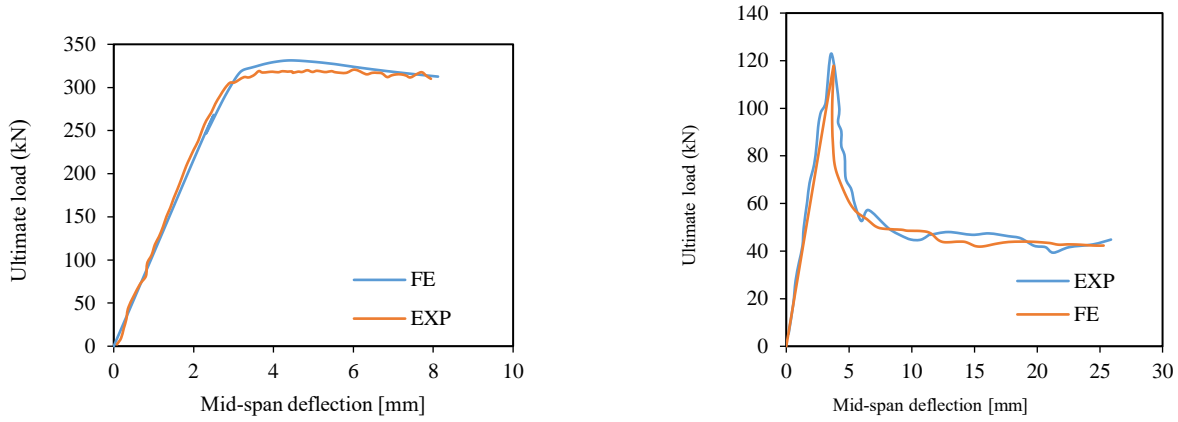 350
300
250
200
150
100
50
0
Ultimate load (kN)
FE
EXP
0 2 4 6 8 10
Mid-span deflection [mm]
140
120
100
80
60
40
20
0
Ultimate load (kN)
EXP
FE
0 5 10 15 20 25 30
Mid-span deflection [mm]